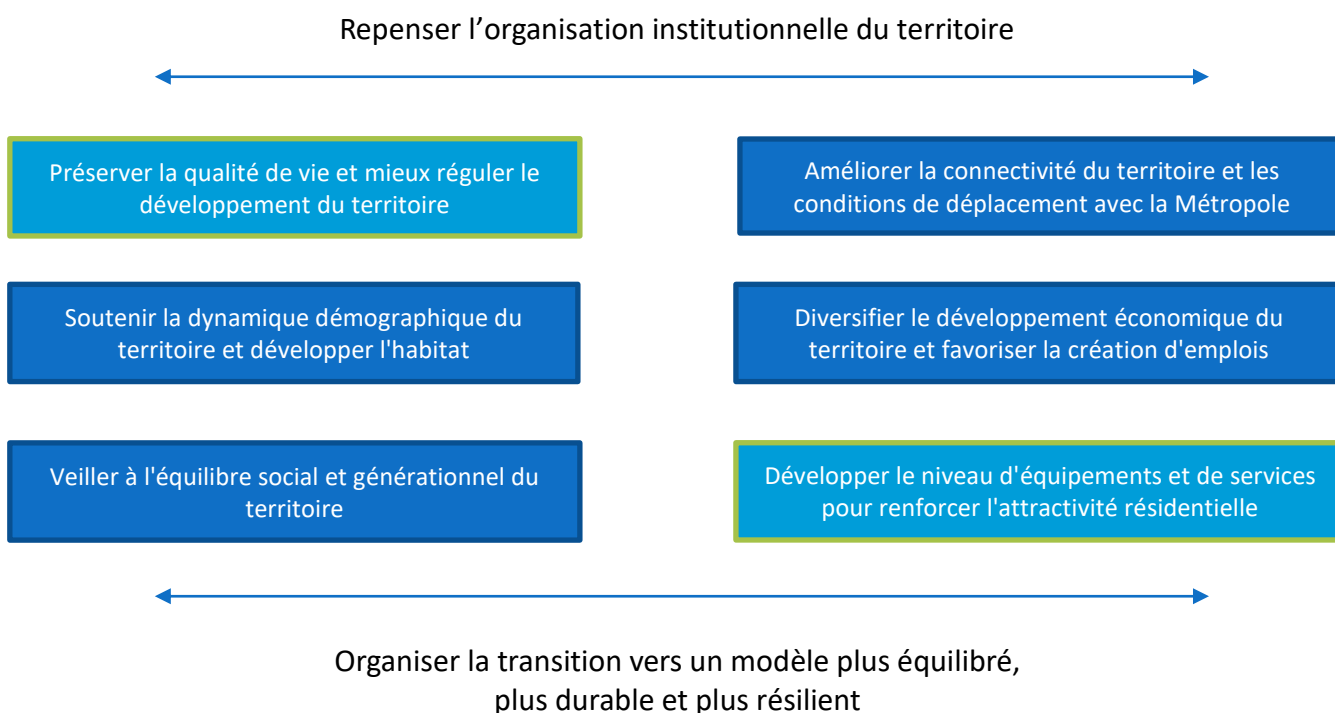 Repenser l’organisation institutionnelle du territoire
Préserver la qualité de vie et mieux réguler le
développement du territoire
Améliorer la connectivité du territoire et les
conditions de déplacement avec la Métropole
Soutenir la dynamique démographique du
territoire et développer l'habitat
Diversifier le développement économique du
territoire et favoriser la création d'emplois
Veiller à l'équilibre social et générationnel du
territoire
Développer le niveau d'équipements et de services
pour renforcer l'attractivité résidentielle
Organiser la transition vers un modèle plus équilibré,
plus durable et plus résilient